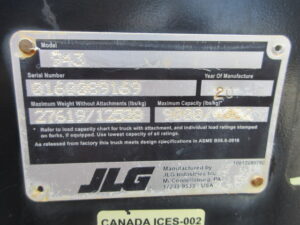 Model
943
Serial Number
0160089169
Year Of Manufacture
Maximum Weight Without Attachments (lbs/kg)
Maximum Capacity (lbs/kg)*
* Refer to load capacity chart for truck with attachment, and individual load ratings stamped
on forks, if equipped. Use lowest capacity of all ratings.
As released from factory this truck meets design specifications in ASME B56.6-2016
JLG
Manufactured by
JLG Industries Inc.
McConnellsburg, PA
17233-9533 USA
CANADA ICES-002